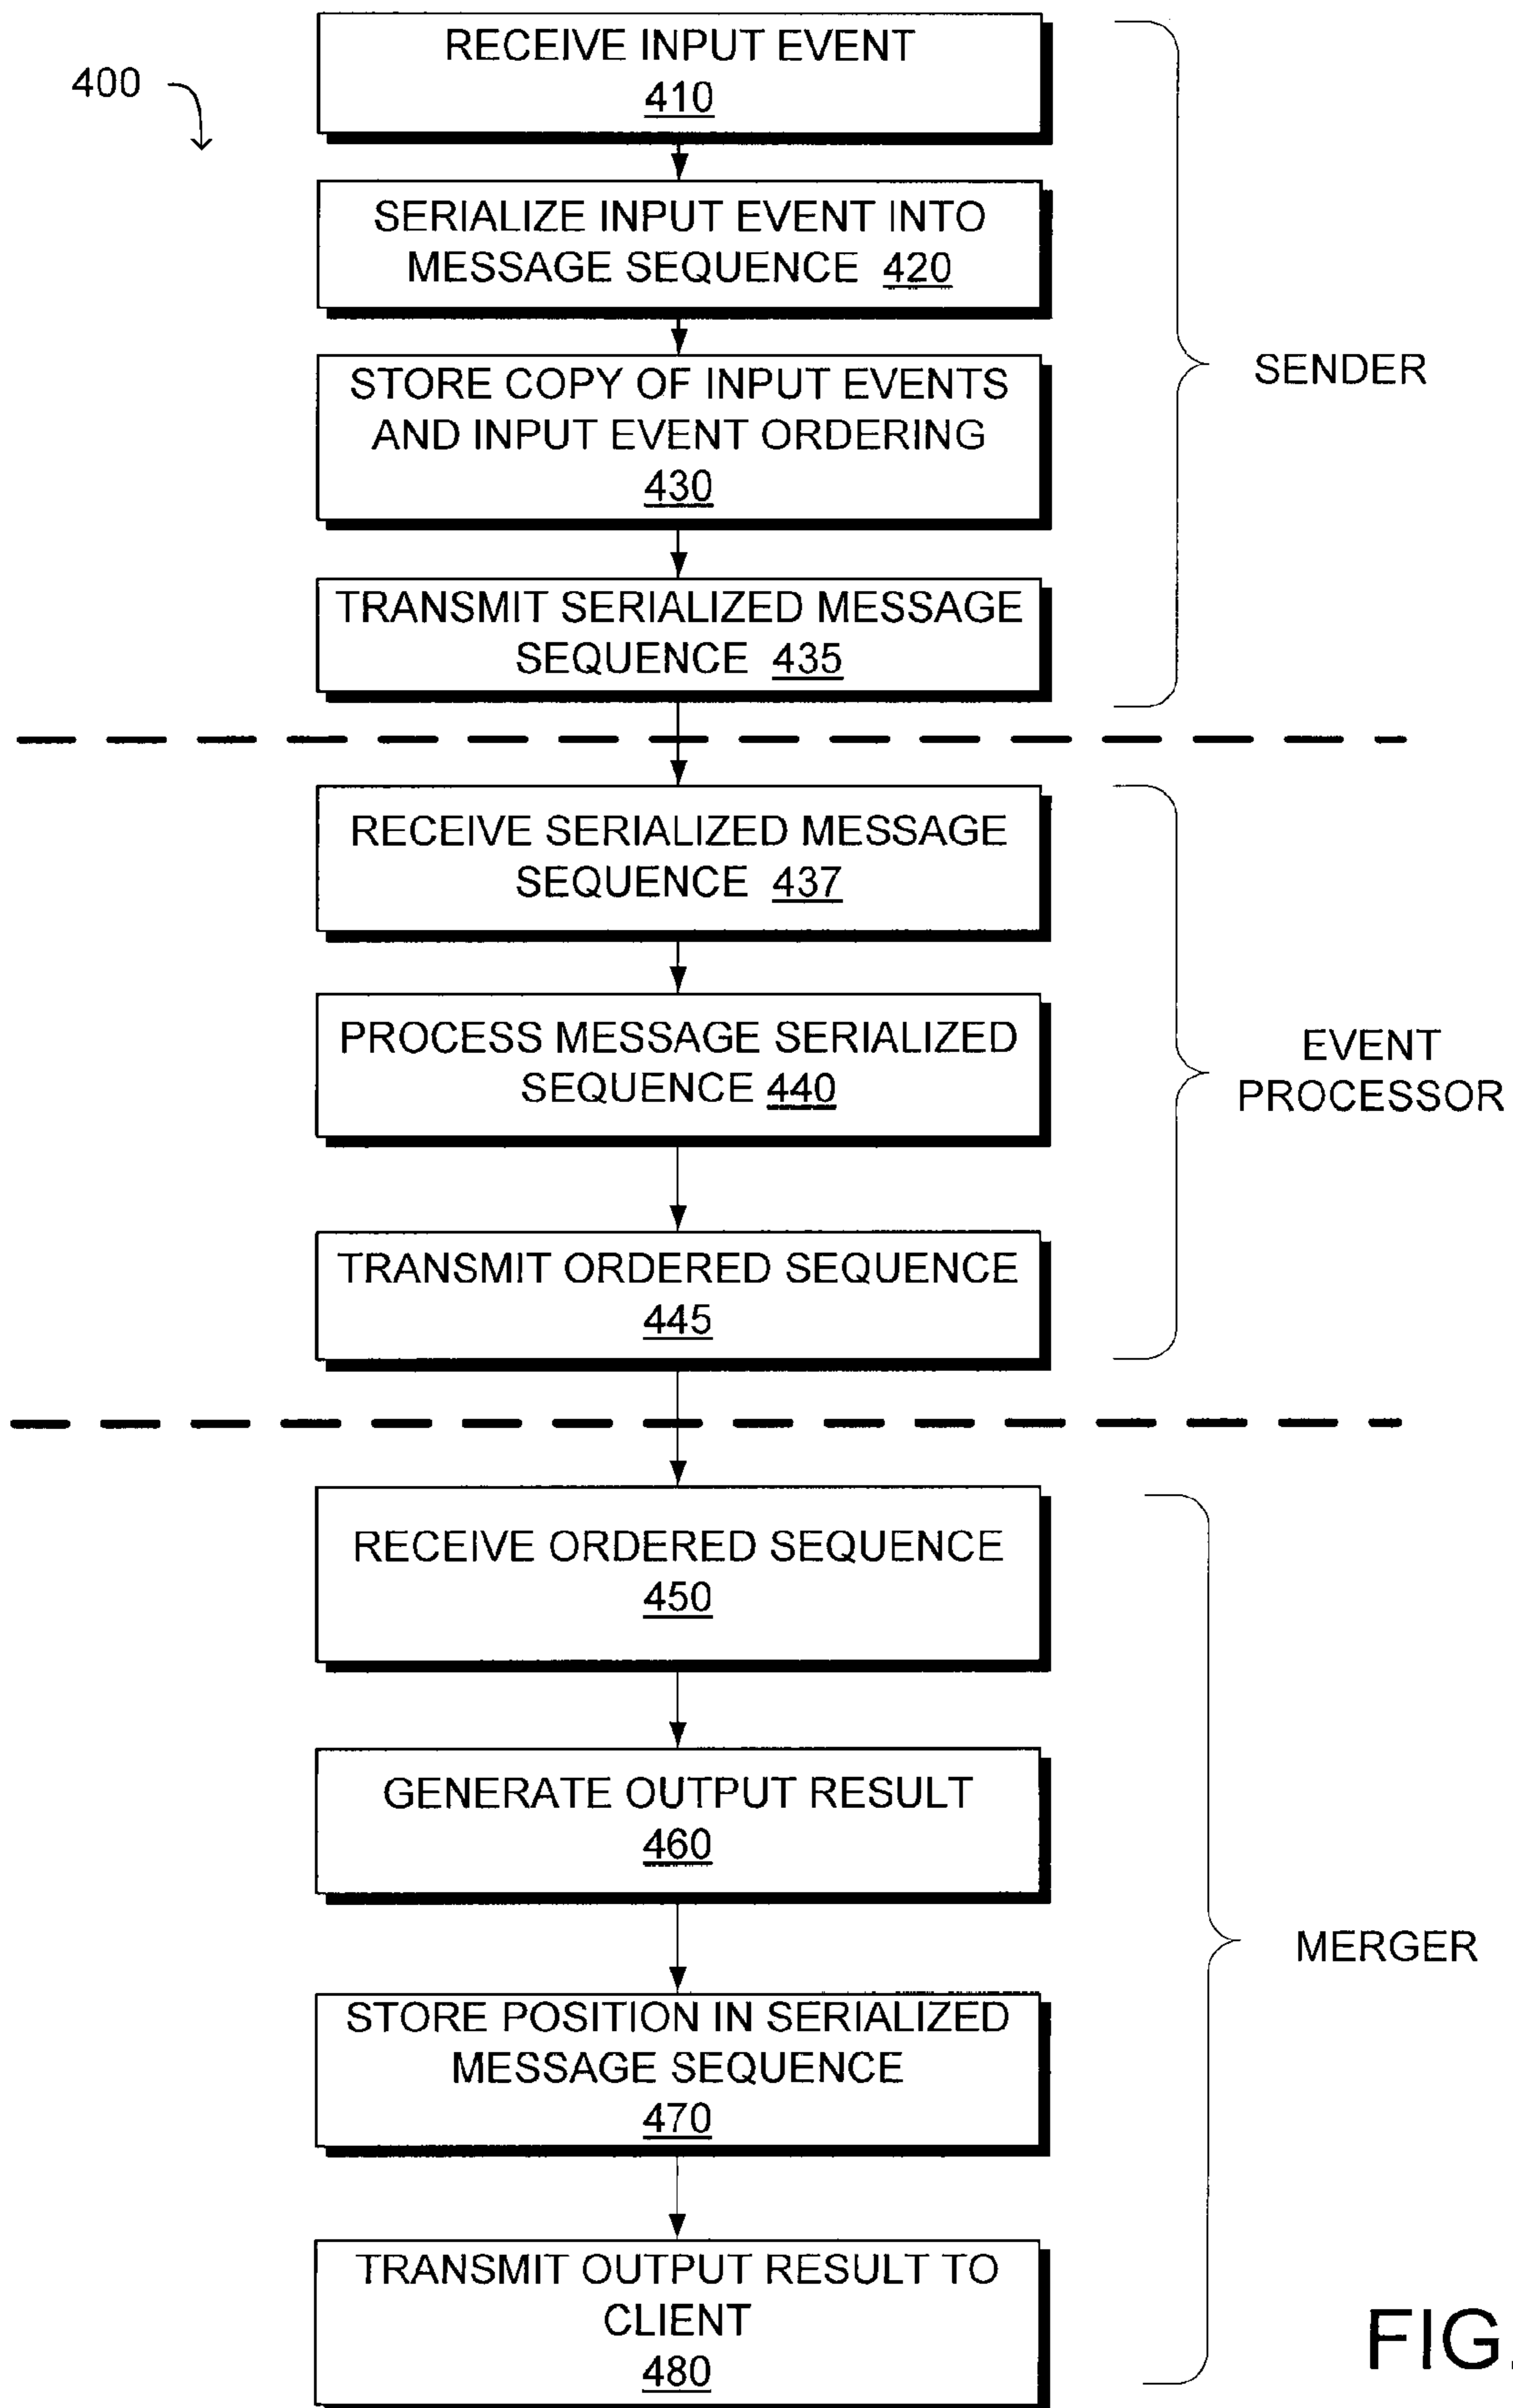 400
RECEIVE INPUT EVENT
410
SERIALIZE INPUT EVENT INTO
MESSAGE SEQUENCE 420
STORE COPY OF INPUT EVENTS
AND INPUT EVENT ORDERING
430
TRANSMIT SERIALIZED MESSAGE
SEQUENCE 435
SENDER
RECEIVE SERIALIZED MESSAGE
SEQUENCE 437
PROCESS MESSAGE SERIALIZED
SEQUENCE 440
TRANSMIT ORDERED SEQUENCE
445
EVENT
PROCESSOR
RECEIVE ORDERED SEQUENCE
450
GENERATE OUTPUT RESULT
460
STORE POSITION IN SERIALIZED
MESSAGE SEQUENCE
470
TRANSMIT OUTPUT RESULT TO
CLIENT
480
MERGER
FIG.